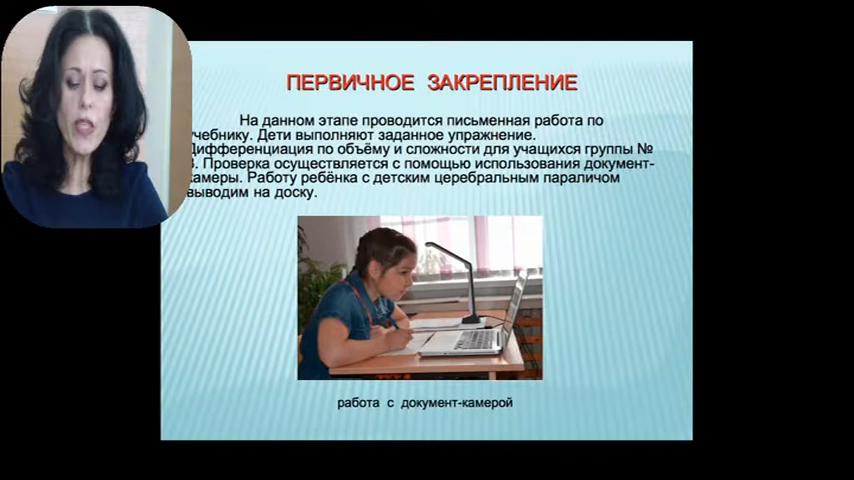 ПЕРВИЧНОЕ ЗАКРЕПЛЕНИЕ
На данном этапе проводится письменная работа по
учебнику. Дети выполняют заданное упражнение.
Дифференциация по объёму и сложности для учащихся группы №
3. Проверка осуществляется с помощью использования документ-
камеры. Работу ребёнка с детским церебральным параличом
выводим на доску.
работа с документ-камерой